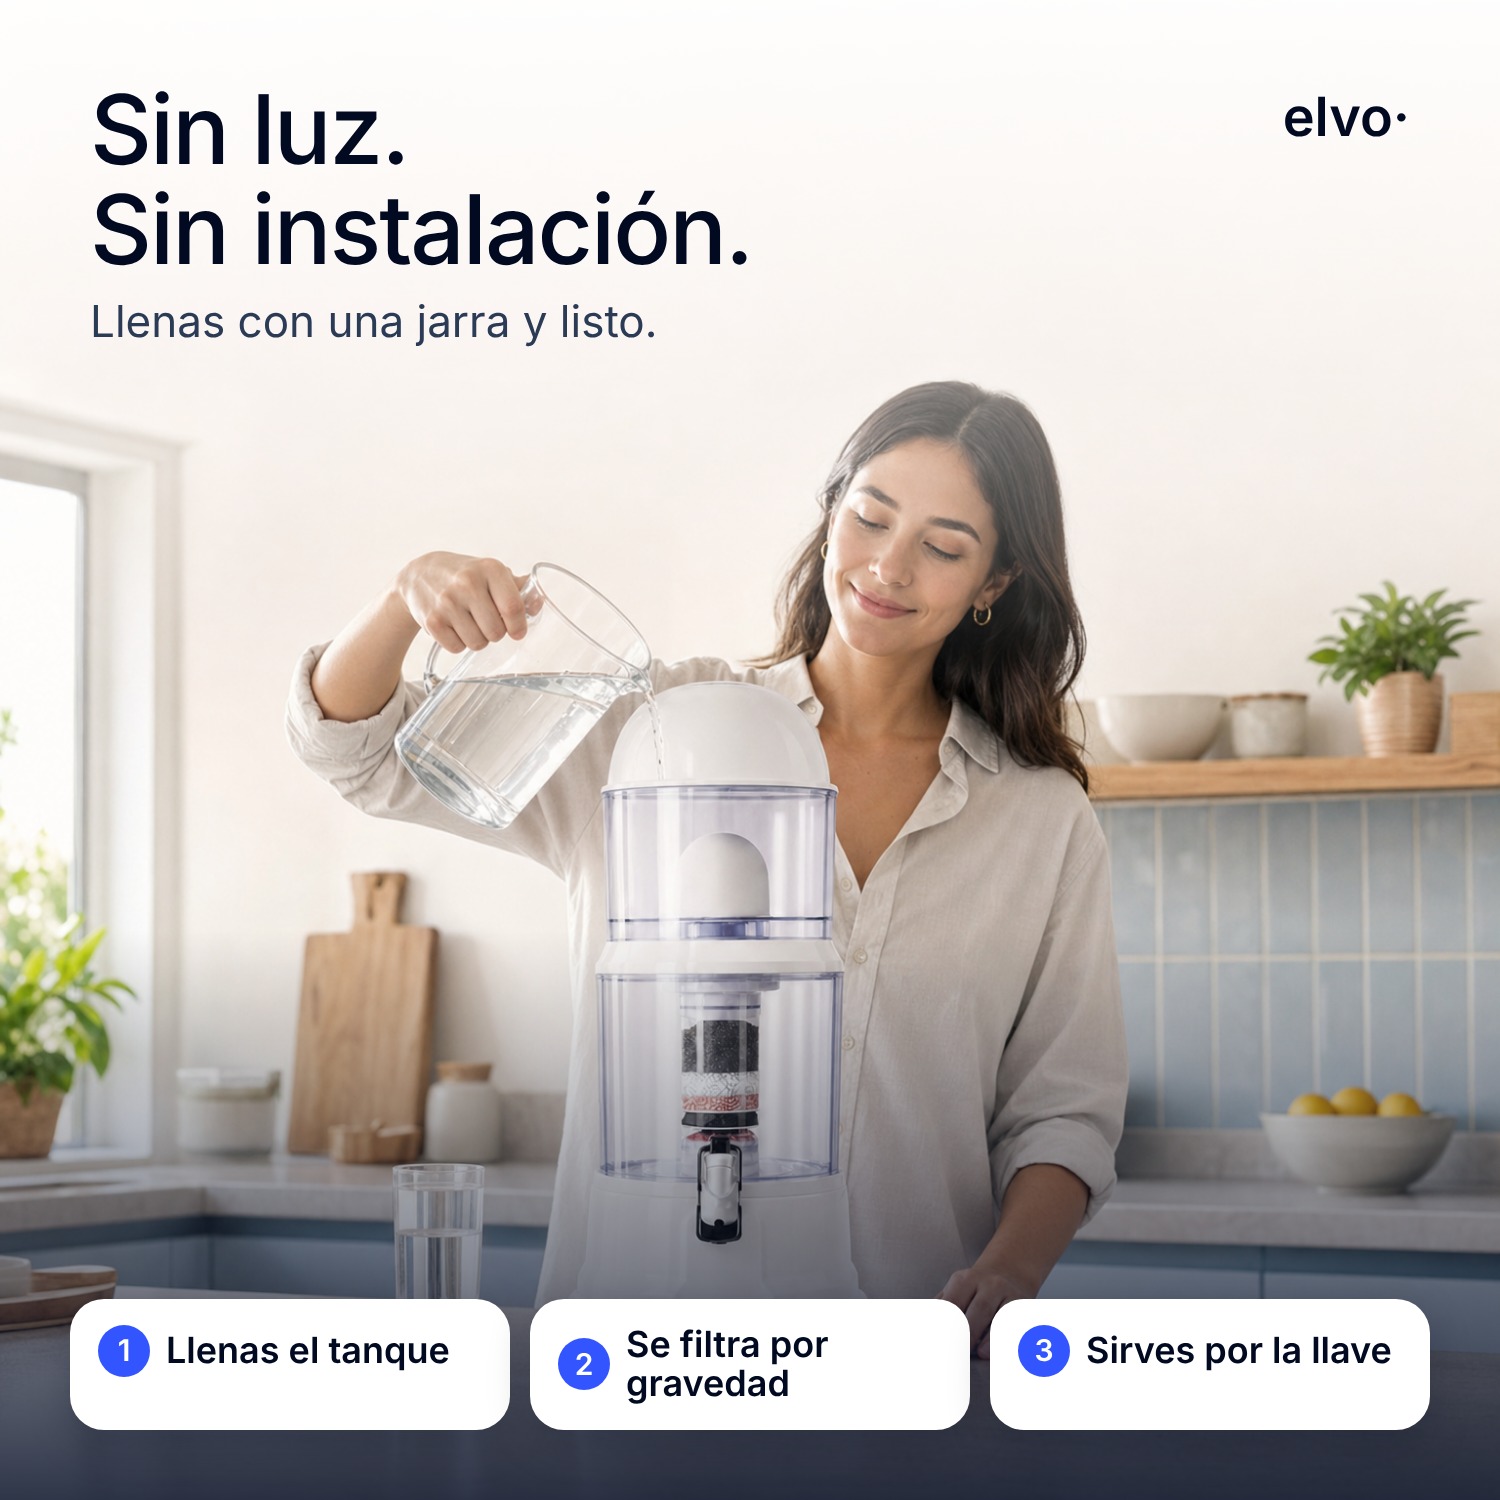 Sin luz.
Sin instalación.
Llenas con una jarra y listo.
elvo·
1 Llenas el tanque
2 Se filtra por
gravedad
3 Sirves por la llave